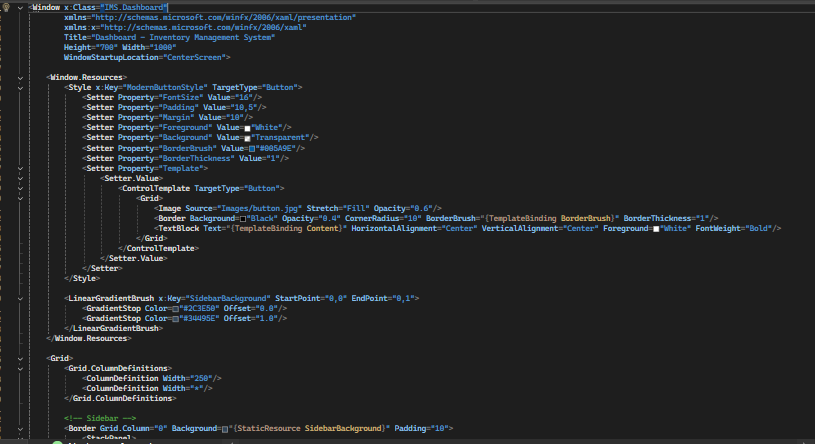 <Window x:Class="IMS.Dashboard"
xmlns="http://schemas.microsoft.com/winfx/2006/xaml/presentation"
xmlns:x="http://schemas.microsoft.com/winfx/2006/xaml"
Title="Dashboard - Inventory Management System"
Height="700" Width="1000"
WindowStartupLocation="CenterScreen">
<Window.Resources>
<Style x:Key="ModernButtonStyle" TargetType="Button">
<Setter Property="FontSize" Value="16"/>
<Setter Property="Padding" Value="10,5"/>
<Setter Property="Margin" Value="10"/>
<Setter Property="Foreground" Value="White"/>
<Setter Property="Background" Value="Transparent"/>
<Setter Property="BorderBrush" Value="#005A9E"/>
<Setter Property="BorderThickness" Value="1"/>
<Setter Property="Template">
<Setter.Value>
<ControlTemplate TargetType="Button">
<Grid>
<Image Source="Images/button.jpg" Stretch="Fill" Opacity="0.6"/>
<Border Background="Black" Opacity="0.4" CornerRadius="10" BorderBrush="{TemplateBinding BorderBrush}" BorderThickness="1"/>
<TextBlock Text="{TemplateBinding Content}" HorizontalAlignment="Center" VerticalAlignment="Center" Foreground="White" FontWeight="Bold"/>
</Grid>
</ControlTemplate>
</Setter.Value>
</Setter>
</Style>
<LinearGradientBrush x:Key="SidebarBackground" StartPoint="0,0" EndPoint="0,1">
<GradientStop Color="#2C3E50" Offset="0.0"/>
<GradientStop Color="#34495E" Offset="1.0"/>
</LinearGradientBrush>
</Window.Resources>
<Grid>
<Grid.ColumnDefinitions>
<ColumnDefinition Width="250"/>
<ColumnDefinition Width="*"/>
</Grid.ColumnDefinitions>
<!-- Sidebar -->
<Border Grid.Column="0" Background="{StaticResource SidebarBackground}" Padding="10">
<StackPanel>